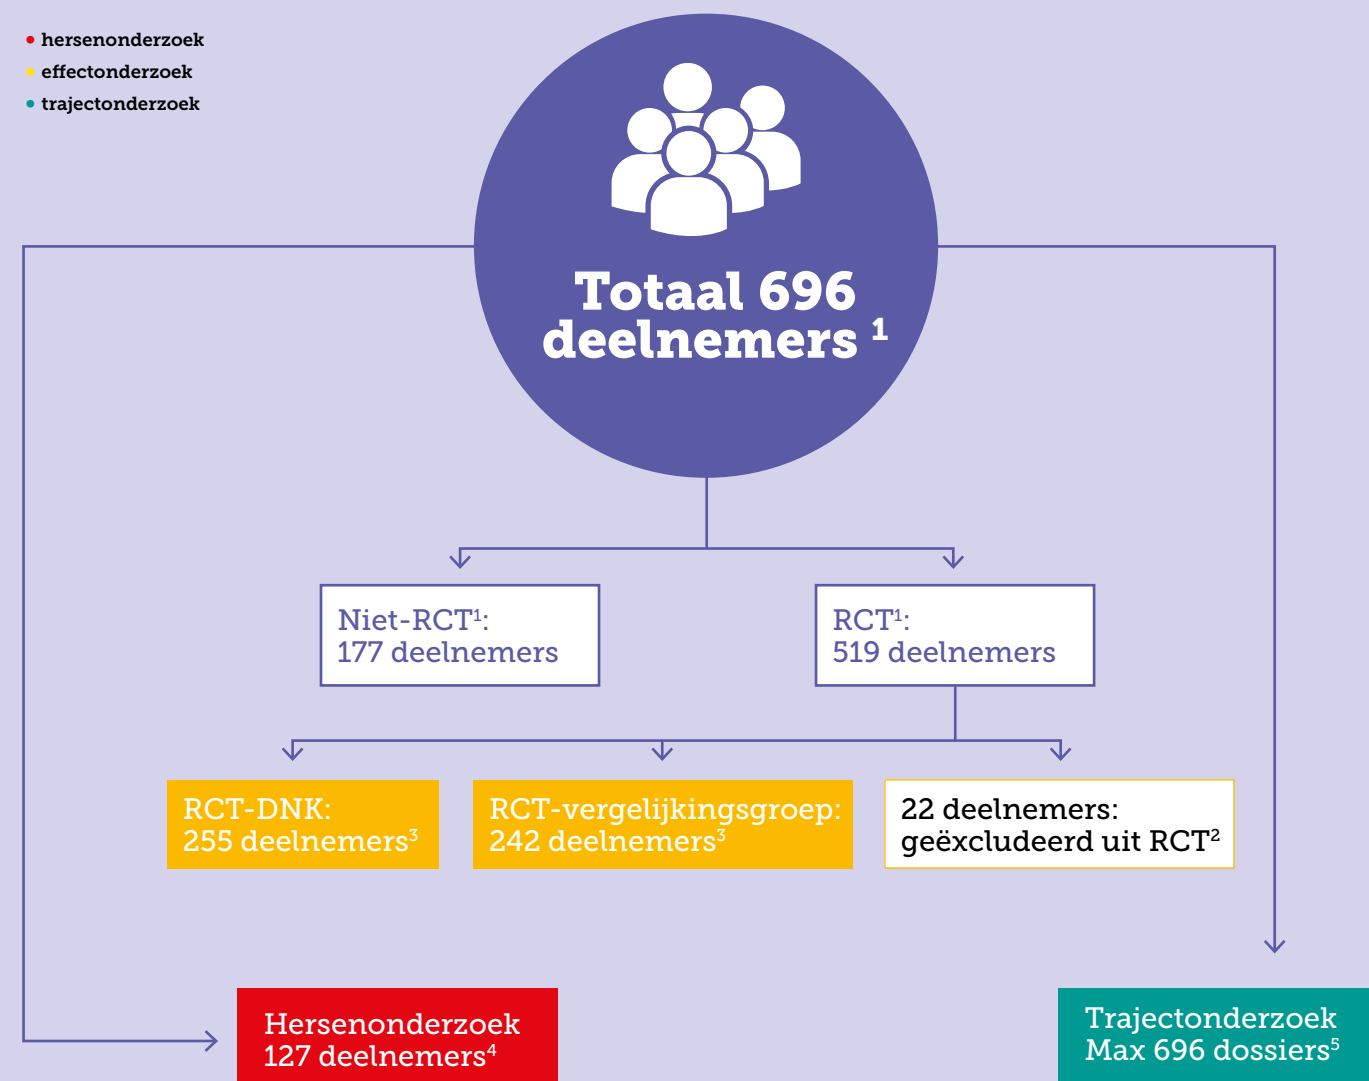 hersenonderzoek
effectonderzoek
trajectonderzoek
Totaal 696
deelnemers ¹
Niet-RCT¹:
177 deelnemers
RCT¹:
519 deelnemers
RCT-DNK:
255 deelnemers³
RCT-vergelijkingsgroep:
242 deelnemers³
22 deelnemers:
geëxcludeerd uit RCT²
Hersenonderzoek
127 deelnemers⁴
Trajectonderzoek
Max 696 dossiers⁵